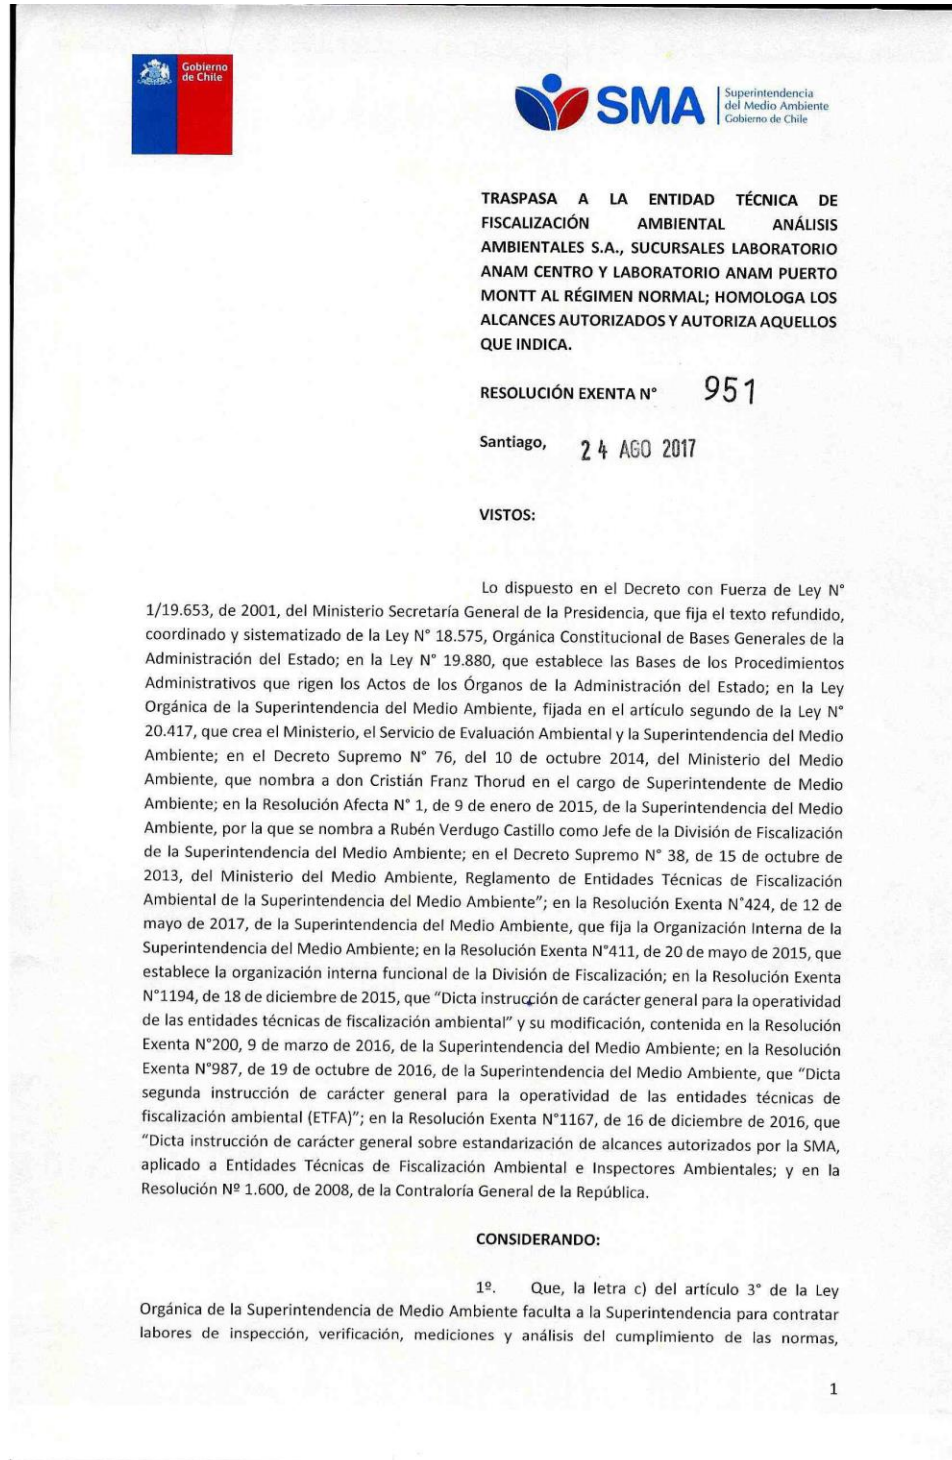 Gobierno
de Chile
SMA
Superintendencia
del Medio Ambiente
Gobierno de Chile
TRASPASA A LA ENTIDAD TÉCNICA DE
FISCALIZACIÓN AMBIENTAL ANÁLISIS
AMBIENTALES S.A., SUCURSALES LABORATORIO
ANAM CENTRO Y LABORATORIO ANAM PUERTO
MONTT AL RÉGIMEN NORMAL; HOMOLOGA LOS
ALCANCES AUTORIZADOS Y AUTORIZA AQUELLOS
QUE INDICA.
RESOLUCIÓN EXENTA N° 951
Santiago, 24 AGO 2017
VISTOS:
Lo dispuesto en el Decreto con Fuerza de Ley N°
1/19.653, de 2001, del Ministerio Secretaría General de la Presidencia, que fija el texto refundido,
coordinado y sistematizado de la Ley N° 18.575, Orgánica Constitucional de Bases Generales de la
Administración del Estado; en la Ley N° 19.880, que establece las Bases de los Procedimientos
Administrativos que rigen los Actos de los Órganos de la Administración del Estado; en la Ley
Orgánica de la Superintendencia del Medio Ambiente, fijada en el artículo segundo de la Ley N°
20.417, que crea el Ministerio, el Servicio de Evaluación Ambiental y la Superintendencia del Medio
Ambiente; en el Decreto Supremo N° 76, del 10 de octubre 2014, del Ministerio del Medio
Ambiente, que nombra a don Cristián Franz Thorud en el cargo de Superintendente de Medio
Ambiente; en la Resolución Afecta N° 1, de 9 de enero de 2015, de la Superintendencia del Medio
Ambiente, por la que se nombra a Rubén Verdugo Castillo como Jefe de la División de Fiscalización
de la Superintendencia del Medio Ambiente; en el Decreto Supremo N° 38, de 15 de octubre de
2013, del Ministerio del Medio Ambiente, Reglamento de Entidades Técnicas de Fiscalización
Ambiental de la Superintendencia del Medio Ambiente"; en la Resolución Exenta N°424, de 12 de
mayo de 2017, de la Superintendencia del Medio Ambiente, que fija la Organización Interna de la
Superintendencia del Medio Ambiente; en la Resolución Exenta N°411, de 20 de mayo de 2015, que
establece la organización interna funcional de la División de Fiscalización; en la Resolución Exenta
N°1194, de 18 de diciembre de 2015, que "Dicta instrucción de carácter general para la operatividad
de las entidades técnicas de fiscalización ambiental" y su modificación, contenida en la Resolución
Exenta N°200, 9 de marzo de 2016, de la Superintendencia del Medio Ambiente; en la Resolución
Exenta N°987, de 19 de octubre de 2016, de la Superintendencia del Medio Ambiente, que "Dicta
segunda instrucción de carácter general para la operatividad de las entidades técnicas de
fiscalización ambiental (ETFA)"; en la Resolución Exenta N°1167, de 16 de diciembre de 2016, que
"Dicta instrucción de carácter general sobre estandarización de alcances autorizados por la SMA,
aplicado a Entidades Técnicas de Fiscalización Ambiental e Inspectores Ambientales; y en la
Resolución Nº 1.600, de 2008, de la Contraloría General de la República.
CONSIDERANDO:
1º. Que, la letra c) del artículo 3° de la Ley
Orgánica de la Superintendencia de Medio Ambiente faculta a la Superintendencia para contratar
labores de inspección, verificación, mediciones y análisis del cumplimiento de las normas,
1